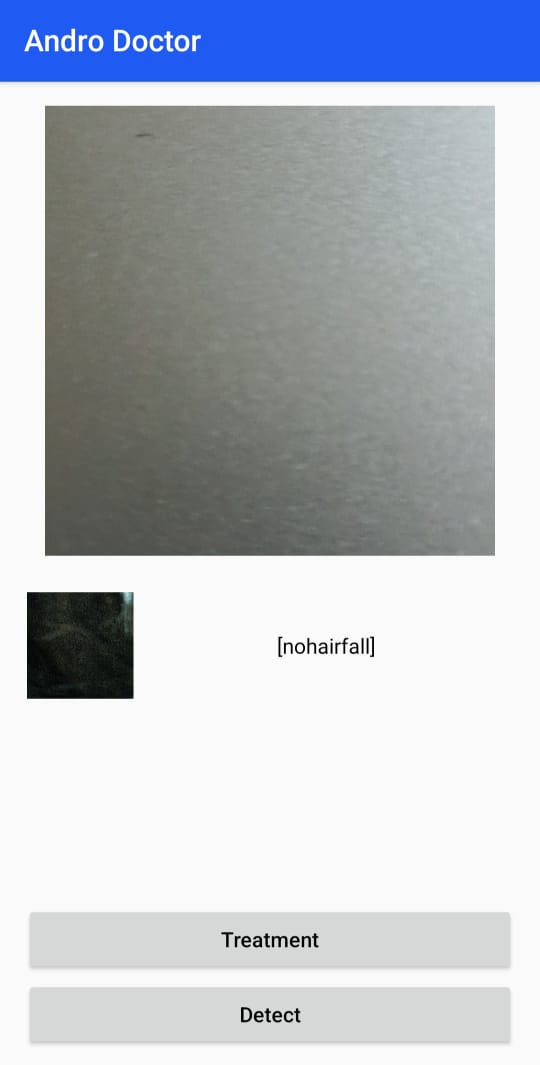 Andro Doctor
[nohairfall]
Treatment
Detect